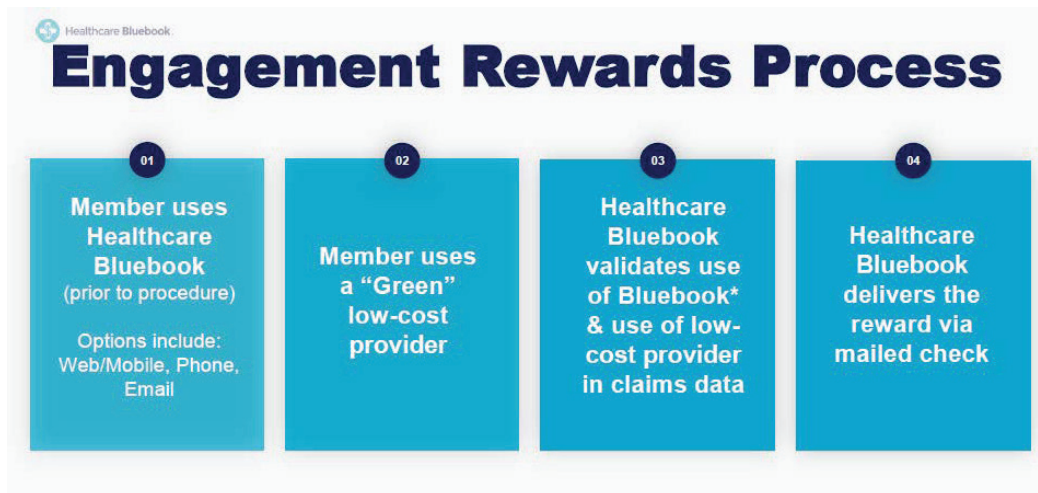 Healthcare Bluebook
Engagement Rewards Process
01
Member uses
Healthcare
Bluebook
(prior to procedure)
Options include:
Web/Mobile, Phone,
Email
02
Member uses
a “Green”
low-cost
provider
03
Healthcare
Bluebook
validates use
of Bluebook*
& use of low-
cost provider
in claims data
04
Healthcare
Bluebook
delivers the
reward via
mailed check